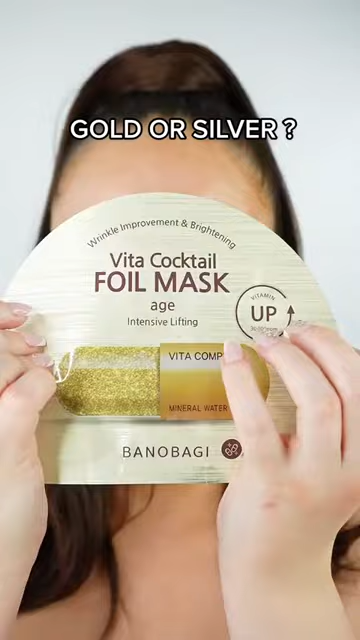 GOLD OR SILVER ?
Wrinkle Improvement & Brightening
Vita Cocktail
FOIL MASK
age
Intensive Lifting
VITAMIN
UP
VITA COMP
MINERAL WATER
BANOBAGI